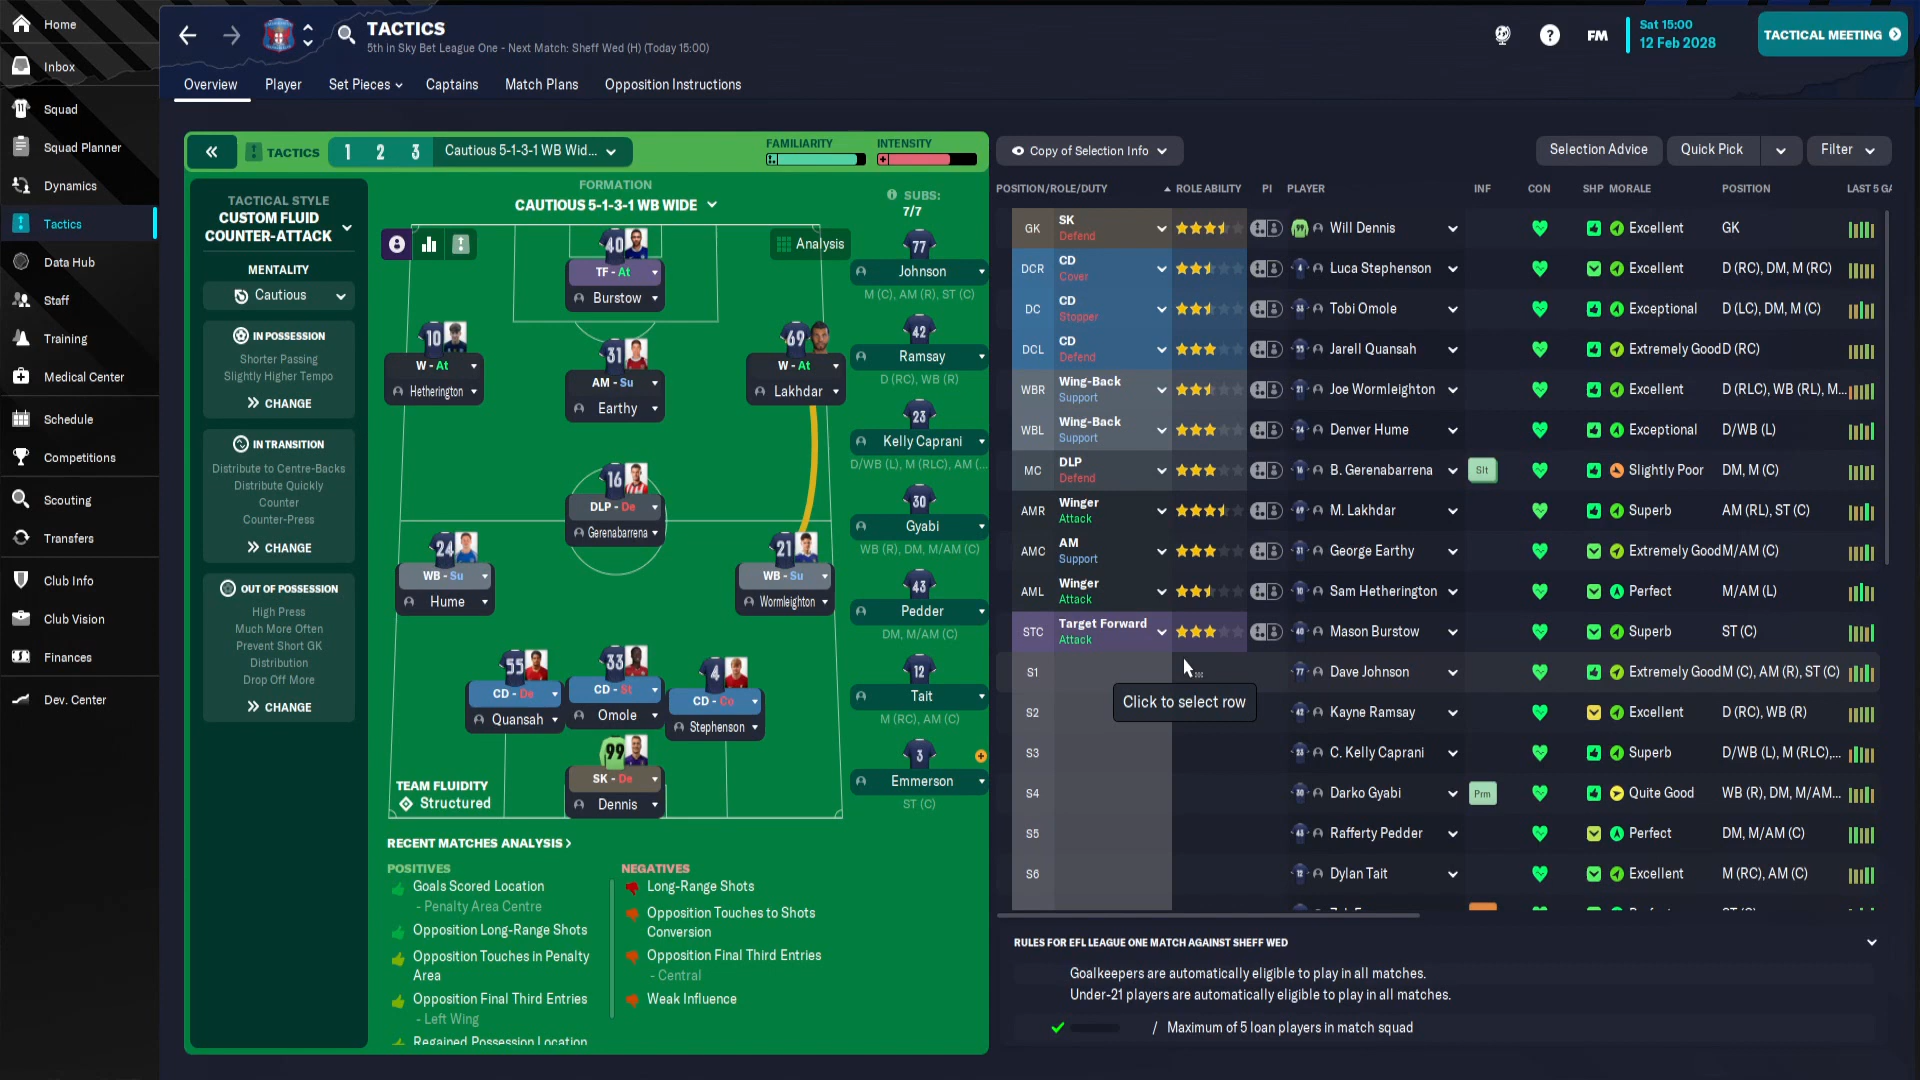 Home
Inbox
Squad
Squad Planner
Dynamics
Tactics
Data Hub
Staff
Training
Medical Center
Schedule
Competitions
Scouting
Transfers
Club Info
Club Vision
Finances
Dev. Center
TACTICS
5th in Sky Bet League One - Next Match: Sheff Wed (H) (Today 15:00)
FM
Sat 15:00
12 Feb 2028
TACTICAL MEETING
Overview
Player
Set Pieces
Captains
Match Plans
Opposition Instructions
TACTICS
1 2 3
Cautious 5-1-3-1 WB Wid...
FAMILIARITY
INTENSITY
TACTICAL STYLE
CUSTOM FLUID
COUNTER-ATTACK
MENTALITY
Cautious
IN POSSESSION
Shorter Passing
Slightly Higher Tempo
CHANGE
IN TRANSITION
Distribute to Centre-Backs
Distribute Quickly
Counter
Counter-Press
CHANGE
OUT OF POSSESSION
High Press
Much More Often
Prevent Short GK
Distribution
Drop Off More
CHANGE
FORMATION
CAUTIOUS 5-1-3-1 WB WIDE
Analysis
40
TF - At
Burstow
10
W - At
Hetherington
31
AM - Su
Earthy
69
W - At
Lakhdar
16
DLP - De
Gerenabarrena
24
WB - Su
Hume
21
WB - Su
Wormleighton
55
CD - De
Quansah
33
CD - St
Omole
4
CD - Co
Stephenson
99
SK - De
Dennis
TEAM FLUIDITY
Structured
SUBS:
7/7
77
Johnson
M (C), AM (R), ST (C)
42
Ramsay
D (RC), WB (R)
23
Kelly Caprani
D/WB (L), M (RLC), AM (...
30
Gyabi
WB (R), DM, M/AM (C)
43
Pedder
DM, M/AM (C)
12
Tait
M (RC), AM (C)
3
Emmerson
ST (C)
RECENT MATCHES ANALYSIS
POSITIVES
Goals Scored Location
- Penalty Area Centre
Opposition Long-Range Shots
Opposition Touches in Penalty
Area
Opposition Final Third Entries
- Left Wing
Regained Possession Location
NEGATIVES
Long-Range Shots
Opposition Touches to Shots
Conversion
Opposition Final Third Entries
- Central
Weak Influence
Copy of Selection Info
Selection Advice
Quick Pick
Filter
POSITION/ROLE/DUTY ROLE ABILITY PI PLAYER INF CON SHP MORALE POSITION LAST 5 GA
GK SK Defend Will Dennis Excellent GK
DCR CD Cover Luca Stephenson Excellent D (RC), DM, M (RC)
DC CD Stopper Tobi Omole Exceptional D (LC), DM, M (C)
DCL CD Defend Jarell Quansah Extremely Good D (RC)
WBR Wing-Back Support Joe Wormleighton Excellent D (RLC), WB (RL), M...
WBL Wing-Back Support Denver Hume Exceptional D/WB (L)
MC DLP Defend B. Gerenabarrena Slt Slightly Poor DM, M (C)
AMR Winger Attack M. Lakhdar Superb AM (RL), ST (C)
AMC AM Support George Earthy Extremely Good M/AM (C)
AML Winger Attack Sam Hetherington Perfect M/AM (L)
STC Target Forward Attack Mason Burstow Superb ST (C)
S1 Dave Johnson Extremely Good M (C), AM (R), ST (C)
S2 Kayne Ramsay Excellent D (RC), WB (R)
S3 C. Kelly Caprani Superb D/WB (L), M (RLC),...
S4 Darko Gyabi Prm Quite Good WB (R), DM, M/AM...
S5 Rafferty Pedder Perfect DM, M/AM (C)
S6 Dylan Tait Excellent M (RC), AM (C)
Click to select row
RULES FOR EFL LEAGUE ONE MATCH AGAINST SHEFF WED
Goalkeepers are automatically eligible to play in all matches.
Under-21 players are automatically eligible to play in all matches.
/ Maximum of 5 loan players in match squad